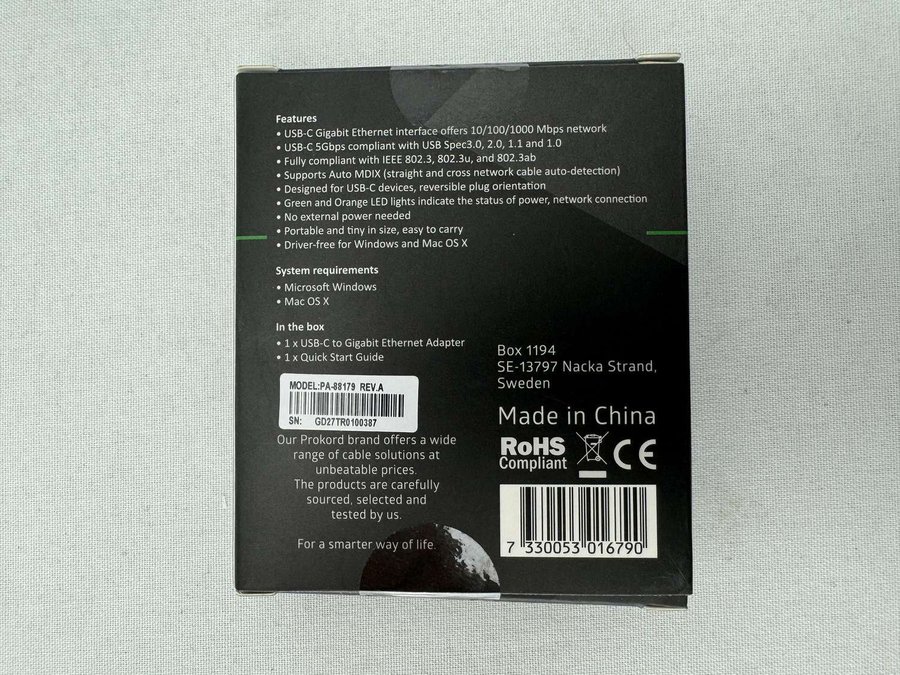 Features
• USB-C Gigabit Ethernet interface offers 10/100/1000 Mbps network
• USB-C 5Gbps compliant with USB Spec3.0, 2.0, 1.1 and 1.0
• Fully compliant with IEEE 802.3, 802.3u, and 802.3ab
• Supports Auto MDIX (straight and cross network cable auto-detection)
• Designed for USB-C devices, reversible plug orientation
• Green and Orange LED lights indicate the status of power, network connection
• No external power needed
• Portable and tiny in size, easy to carry
• Driver-free for Windows and Mac OS X
System requirements
• Microsoft Windows
• Mac OS X
In the box
• 1 x USB-C to Gigabit Ethernet Adapter
• 1 x Quick Start Guide
MODEL:PA-88179 REV.A
SN: GD27TR0100387
Our Prokord brand offers a wide
range of cable solutions at
unbeatable prices.
The products are carefully
sourced, selected and
tested by us.
For a smarter way of life.
Box 1194
SE-13797 Nacka Strand,
Sweden
Made in China
RoHS
Compliant
CE
7 330053 016790